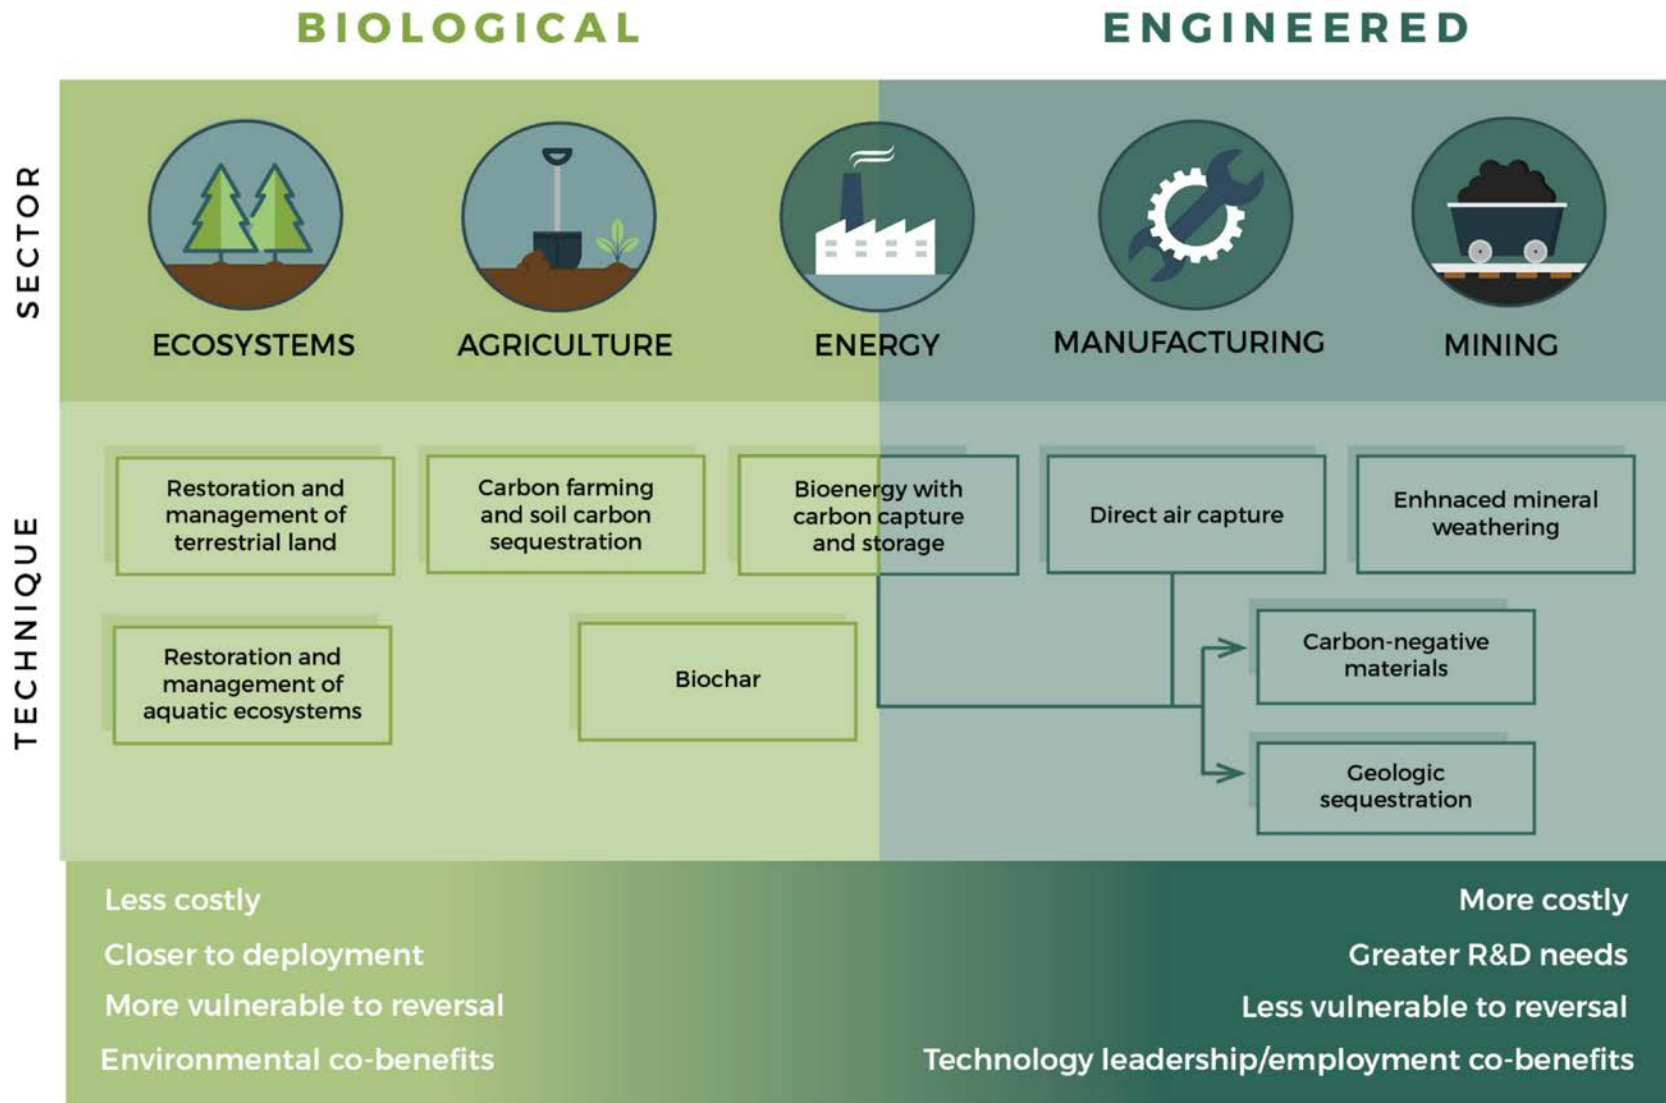 BIOLOGICAL
ENGINEERED
SECTOR
ECOSYSTEMS
AGRICULTURE
ENERGY
MANUFACTURING
MINING
TECHNIQUE
Restoration and
management of
terrestrial land
Carbon farming
and soil carbon
sequestration
Bioenergy with
carbon capture
and storage
Direct air capture
Enhnaced mineral
weathering
Restoration and
management of
aquatic ecosystems
Biochar
Carbon-negative
materials
Geologic
sequestration
Less costly
Closer to deployment
More vulnerable to reversal
Environmental co-benefits
More costly
Greater R&D needs
Less vulnerable to reversal
Technology leadership/employment co-benefits